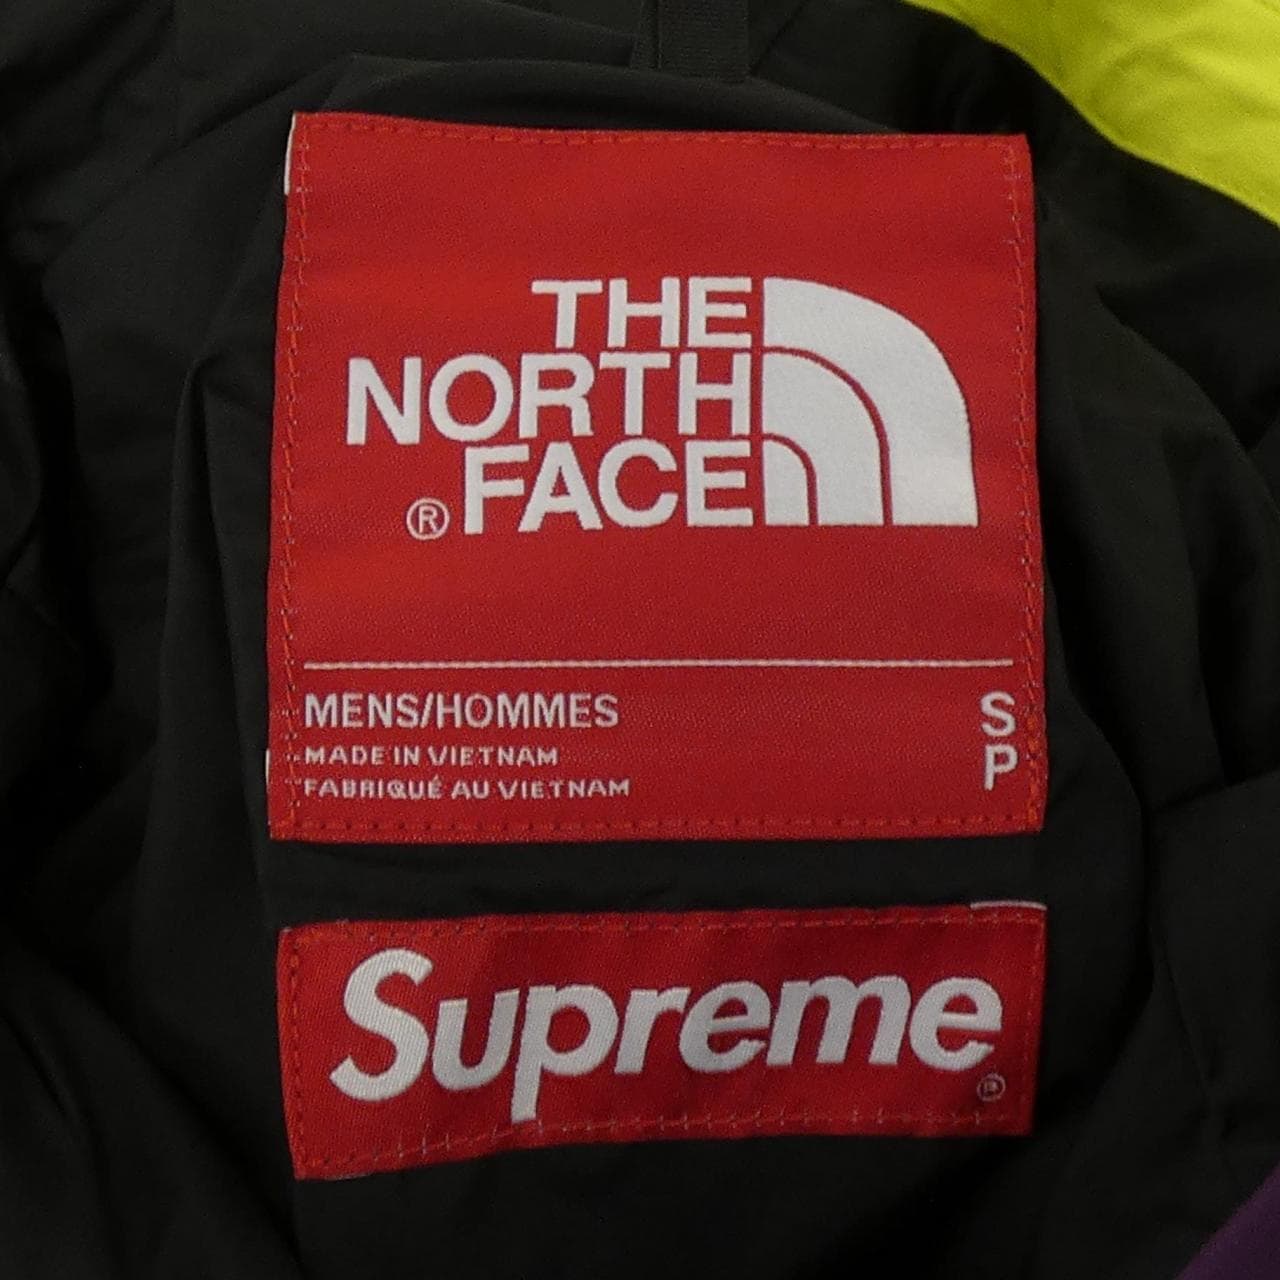 THE
NORTH
FACE
®
MENS/HOMMES
MADE IN VIETNAM
FABRIQUÉ AU VIETNAM
S
P
Supreme
®